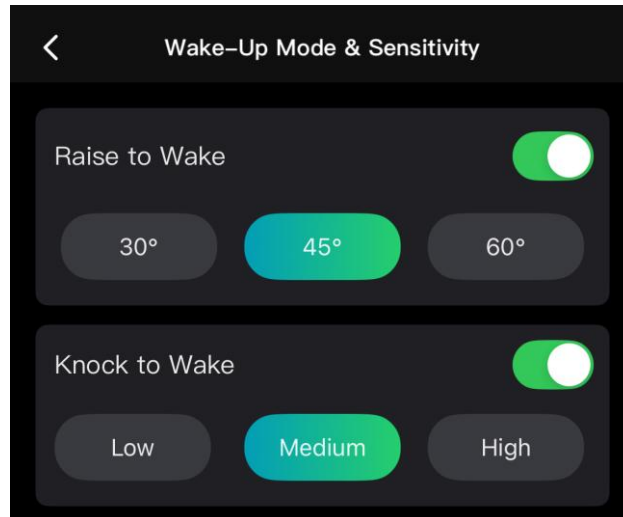 Wake-Up Mode & Sensitivity
Raise to Wake
30° 45° 60°
Knock to Wake
Low Medium High